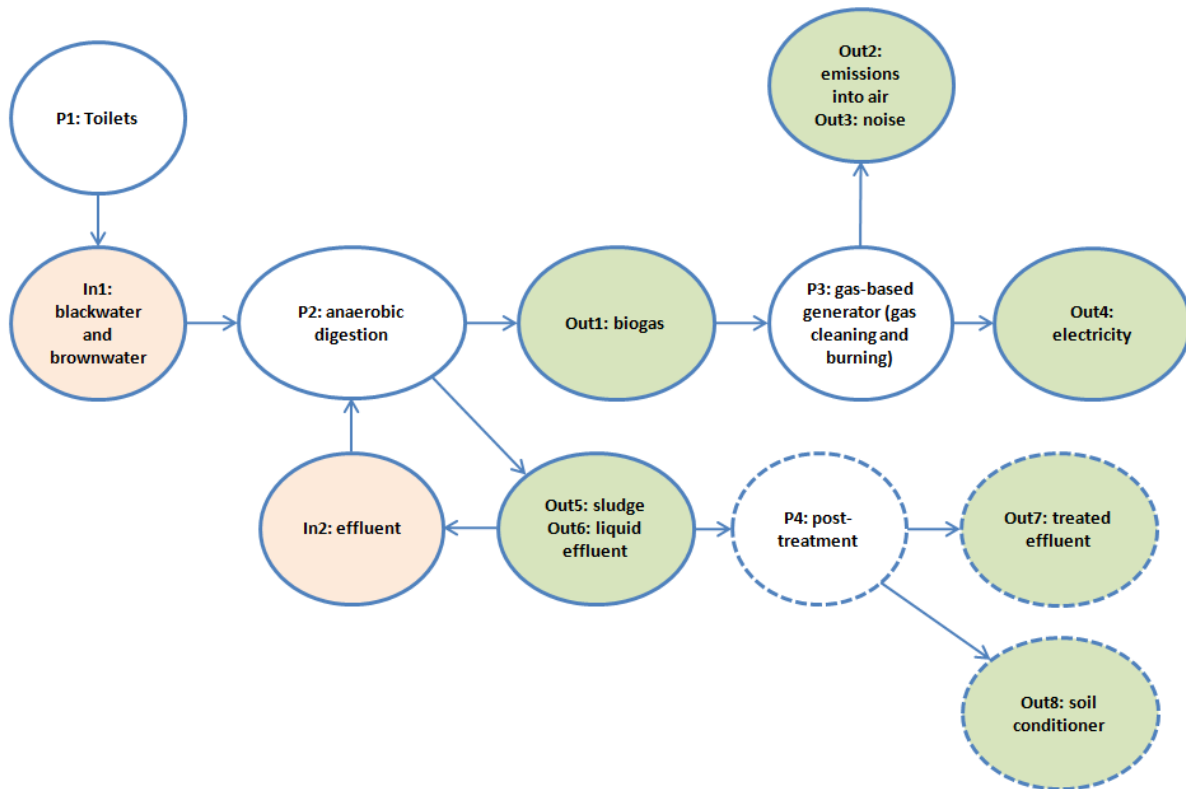 Out2:
emissions
into air
Out3: noise
P1: Toilets
In1:
blackwater
and
brownwater
P2: anaerobic
digestion
Out1: biogas
P3: gas-based
generator (gas
cleaning and
burning)
Out4:
electricity
In2: effluent
Out5: sludge
Out6: liquid
effluent
P4: post-
treatment
Out7: treated
effluent
Out8: soil
conditioner